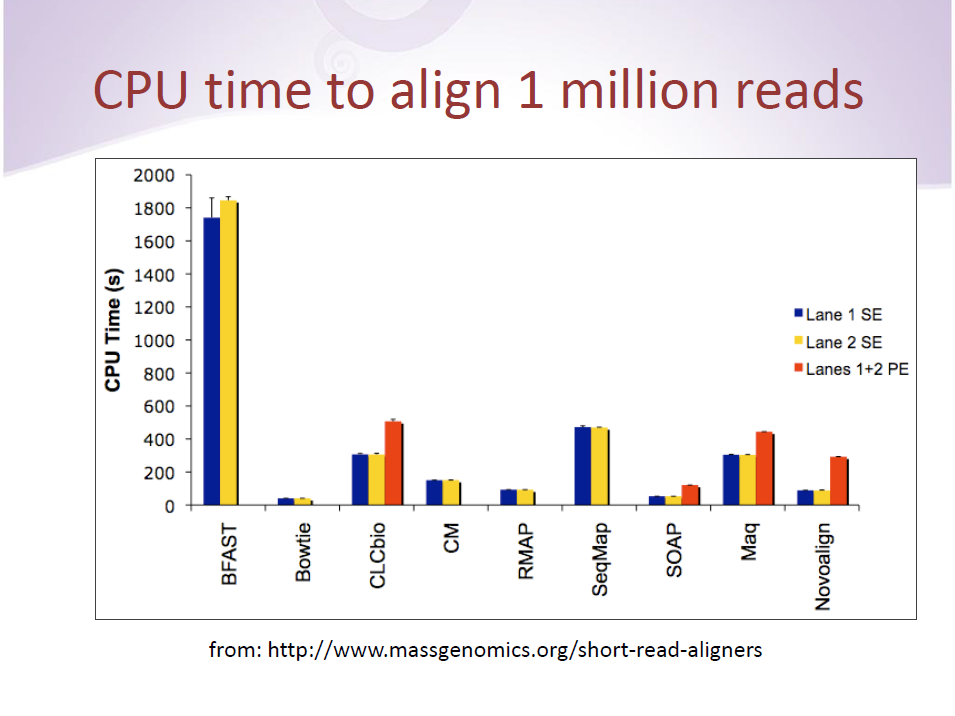 CPU time to align 1 million reads
2000
1800
1600
1400
1200
1000
800
600
400
200
0
CPU Time (s)
Lane 1 SE
Lane 2 SE
Lanes 1+2 PE
BFAST
Bowtie
CLCbio
CM
RMAP
SeqMap
SOAP
Maq
Novoalign
from: http://www.massgenomics.org/short-read-aligners